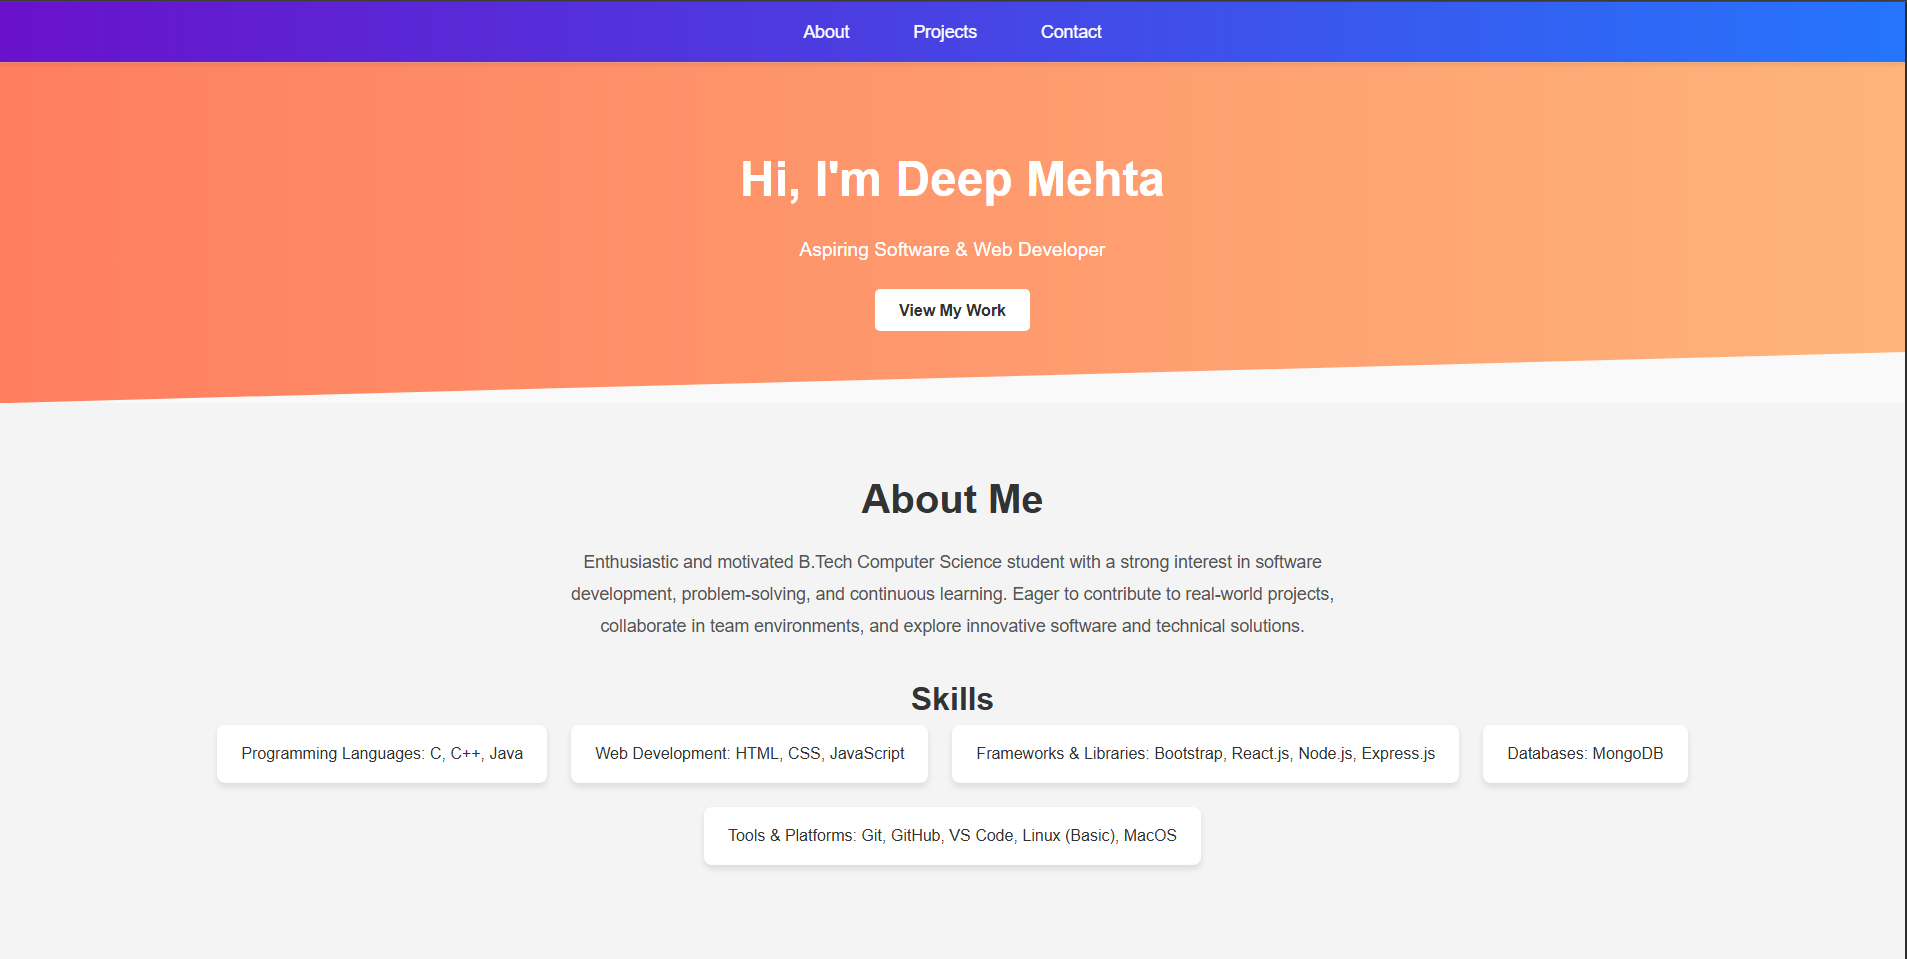 About Projects Contact
Hi, I'm Deep Mehta
Aspiring Software & Web Developer
View My Work
About Me
Enthusiastic and motivated B.Tech Computer Science student with a strong interest in software
development, problem-solving, and continuous learning. Eager to contribute to real-world projects,
collaborate in team environments, and explore innovative software and technical solutions.
Skills
Programming Languages: C, C++, Java
Web Development: HTML, CSS, JavaScript
Frameworks & Libraries: Bootstrap, React.js, Node.js, Express.js
Databases: MongoDB
Tools & Platforms: Git, GitHub, VS Code, Linux (Basic), MacOS